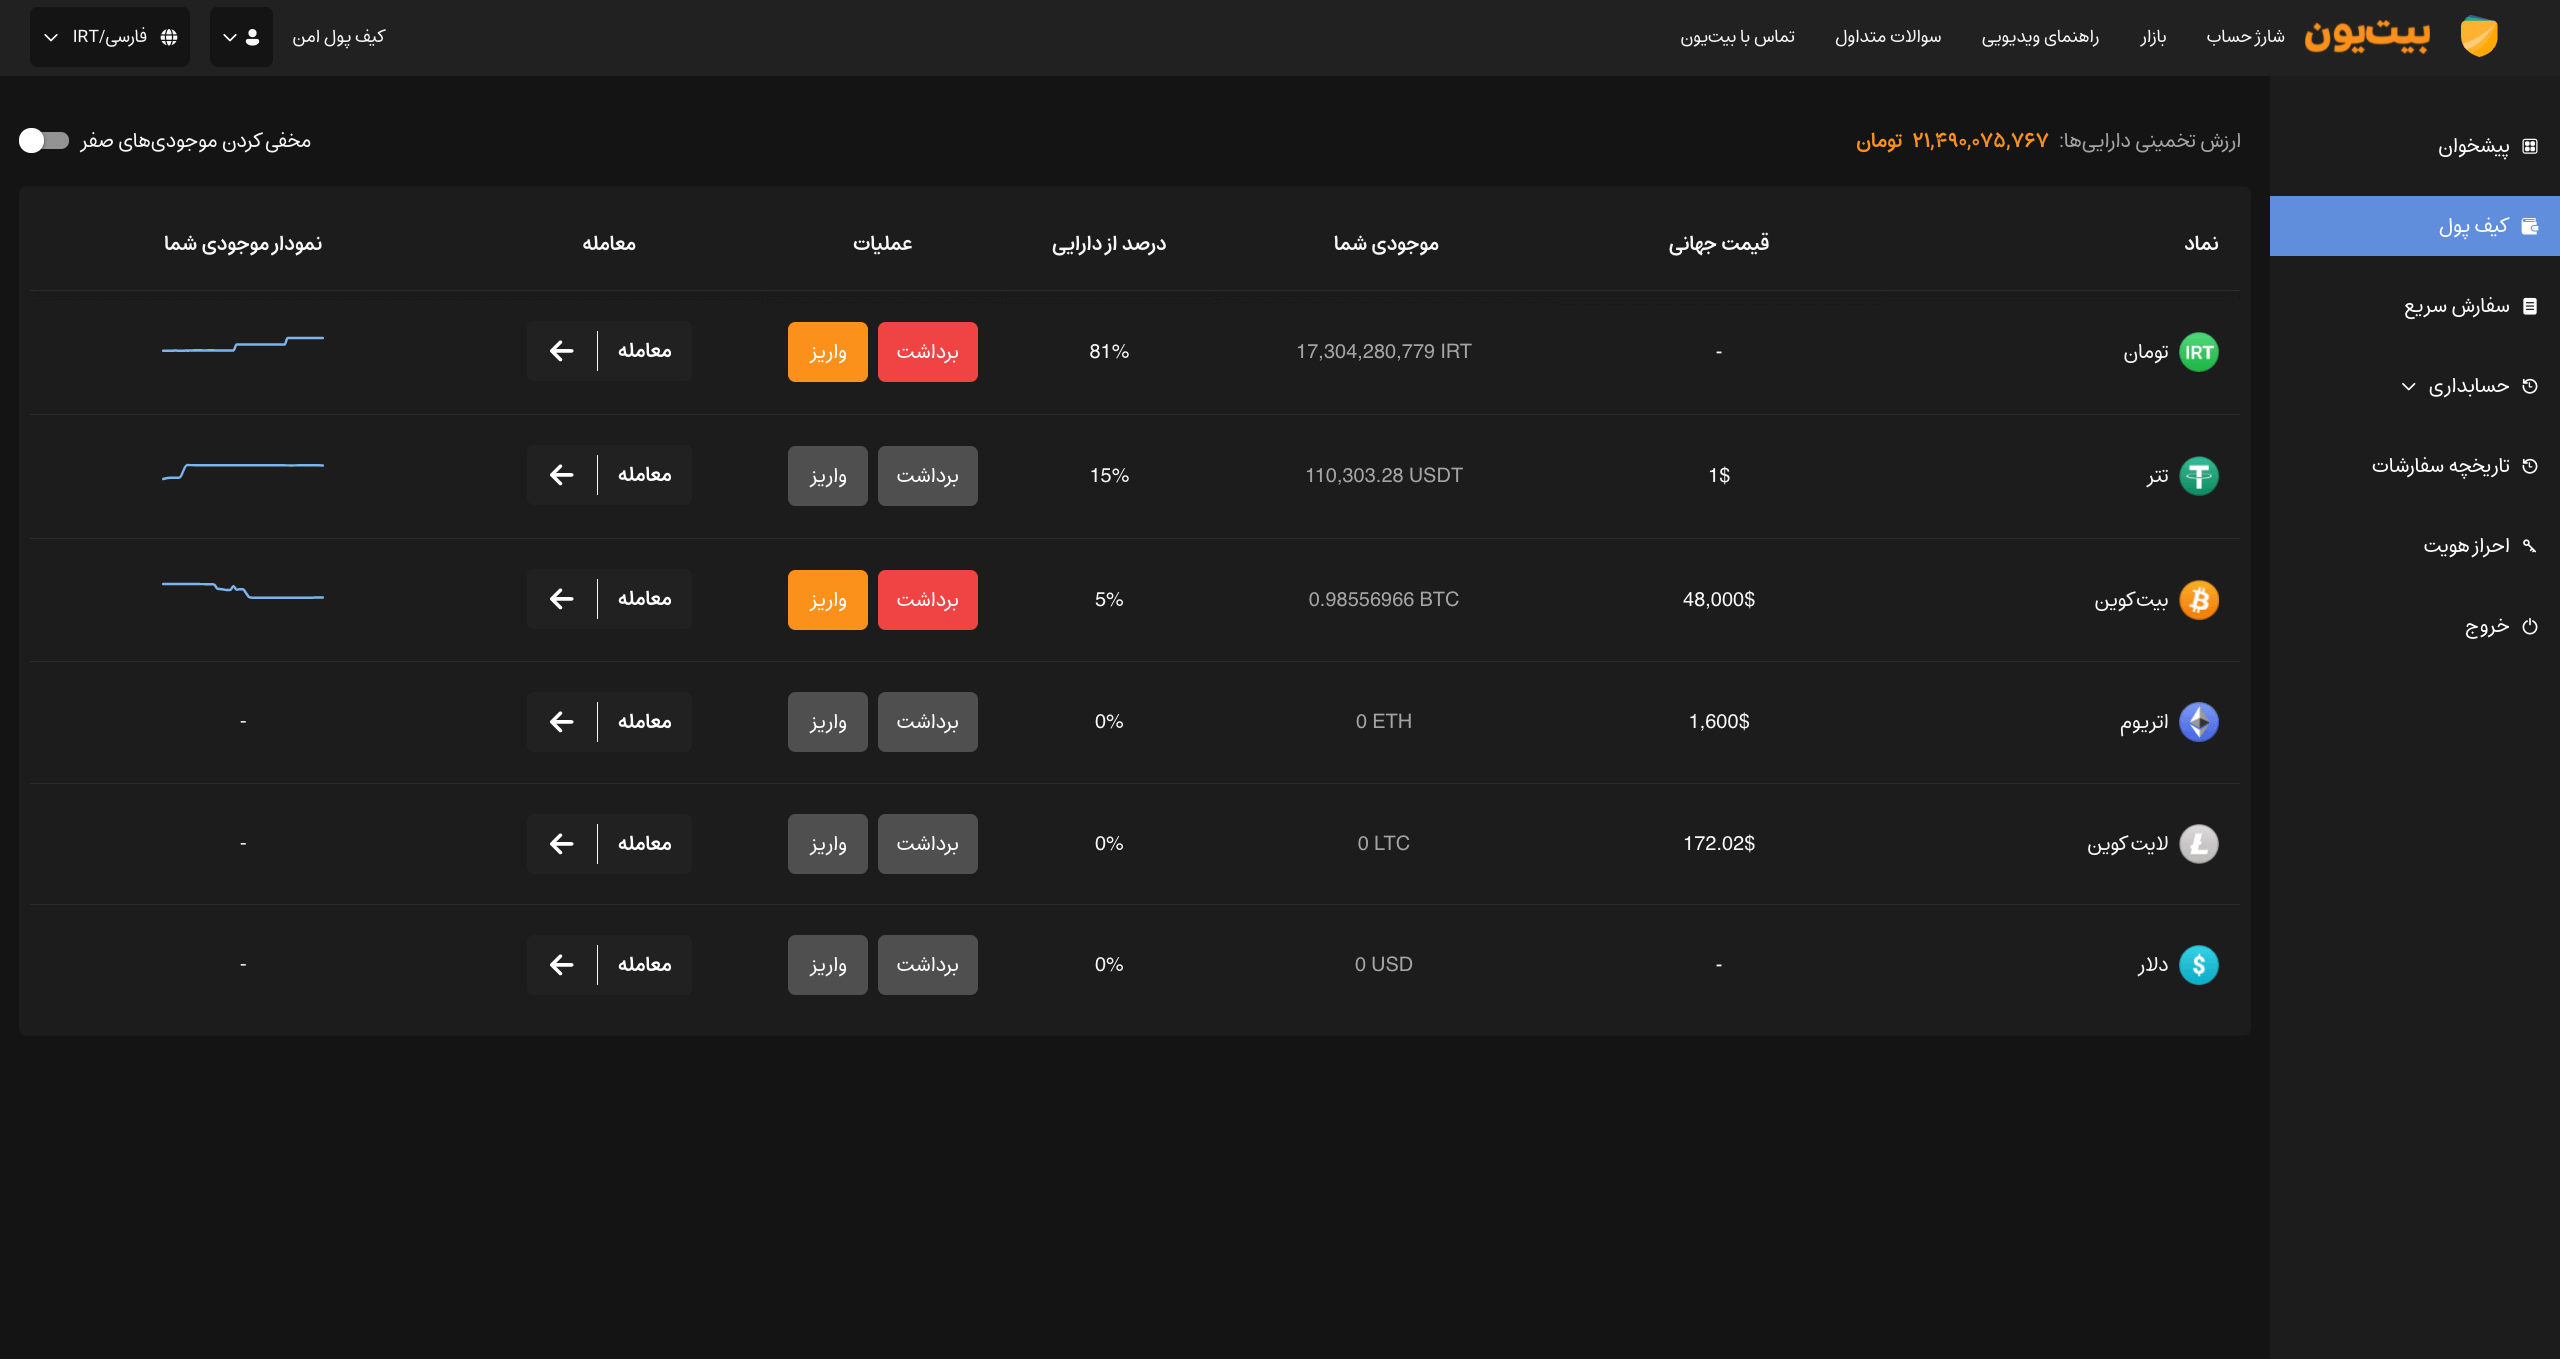 بیت‌یون
شارژ حساب
بازار
راهنمای ویدیویی
سوالات متداول
تماس با بیت‌یون
کیف پول امن
فارسی/IRT
پیشخوان
کیف پول
سفارش سریع
حسابداری
تاریخچه سفارشات
احراز هویت
خروج
ارزش تخمینی دارایی‌ها: ۲۱,۴۹۰,۰۷۵,۷۶۷ تومان
مخفی کردن موجودی‌های صفر
نماد قیمت جهانی موجودی شما درصد از دارایی عملیات معامله نمودار موجودی شما
IRT تومان - 17,304,280,779 IRT 81% برداشت واریز معامله
تتر 1$ 110,303.28 USDT 15% برداشت واریز معامله
بیت‌کوین 48,000$ 0.98556966 BTC 5% برداشت واریز معامله
اتریوم 1,600$ 0 ETH 0% برداشت واریز معامله -
لایت کوین 172.02$ 0 LTC 0% برداشت واریز معامله -
دلار - 0 USD 0% برداشت واریز معامله -